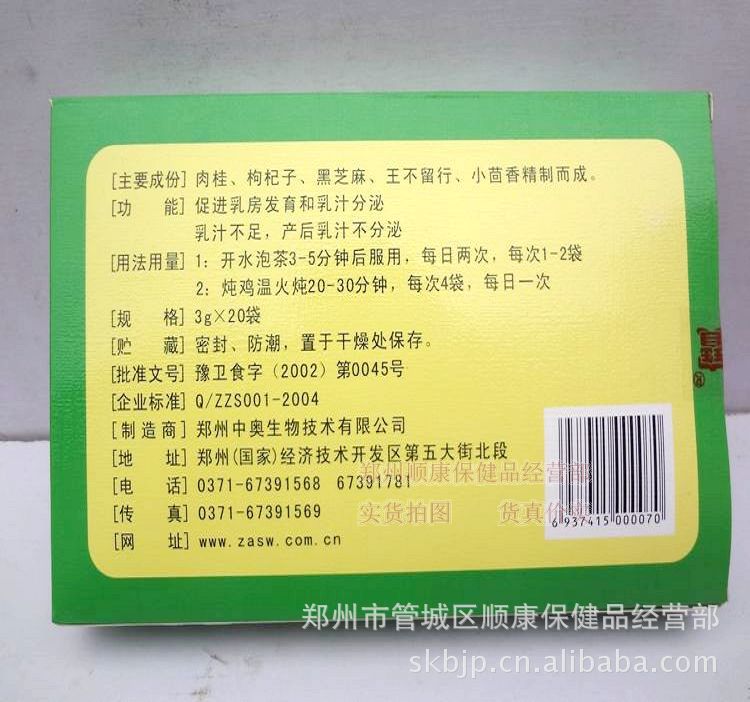 [主要成份] 肉桂、枸杞子、黑芝麻、王不留行、小茴香精制而成。
[功 能] 促进乳房发育和乳汁分泌
乳汁不足，产后乳汁不分泌
[用法用量] 1：开水泡茶3-5分钟后服用，每日两次，每次1-2袋
2：炖鸡温火炖20-30分钟，每次4袋，每日一次
[规 格] 3g×20袋
[贮 藏] 密封、防潮，置于干燥处保存。
[批准文号] 豫卫食字（2002）第0045号
[企业标准] Q/ZZS001-2004
[制造商] 郑州中奥生物技术有限公司
[地 址] 郑州(国家)经济技术开发区第五大街北段
郑州顺康保健品经营部
[电 话] 0371-67391568 67391781
[传 真] 0371-67391569
实货拍图 货真价实
[网 址] www.zasw.com.cn
6 937415 000070
郑州市管城区顺康保健品经营部
skbjp.cn.alibaba.com